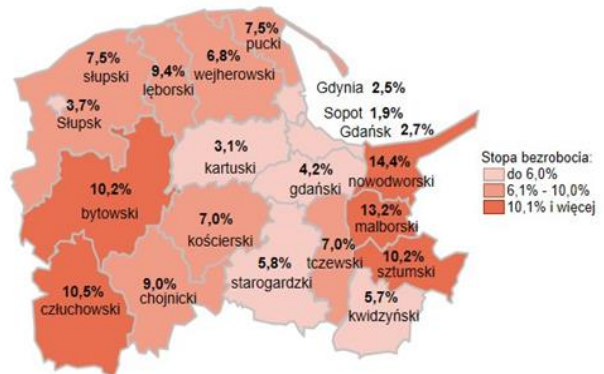 7,5%
pucki
7,5%
słupski
9,4%
lęborski
6,8%
wejherowski
3,7%
Słupsk
Gdynia 2,5%
Sopot 1,9%
Gdańsk 2,7%
3,1%
kartuski
4,2%
gdański
14,4%
nowodworski
10,2%
bytowski
7,0%
kościerski
13,2%
malborski
7,0%
tczewski
10,2%
sztumski
5,8%
starogardzki
9,0%
chojnicki
10,5%
człuchowski
5,7%
kwidzyński
Stopa bezrobocia:
do 6,0%
6,1% - 10,0%
10,1% i więcej